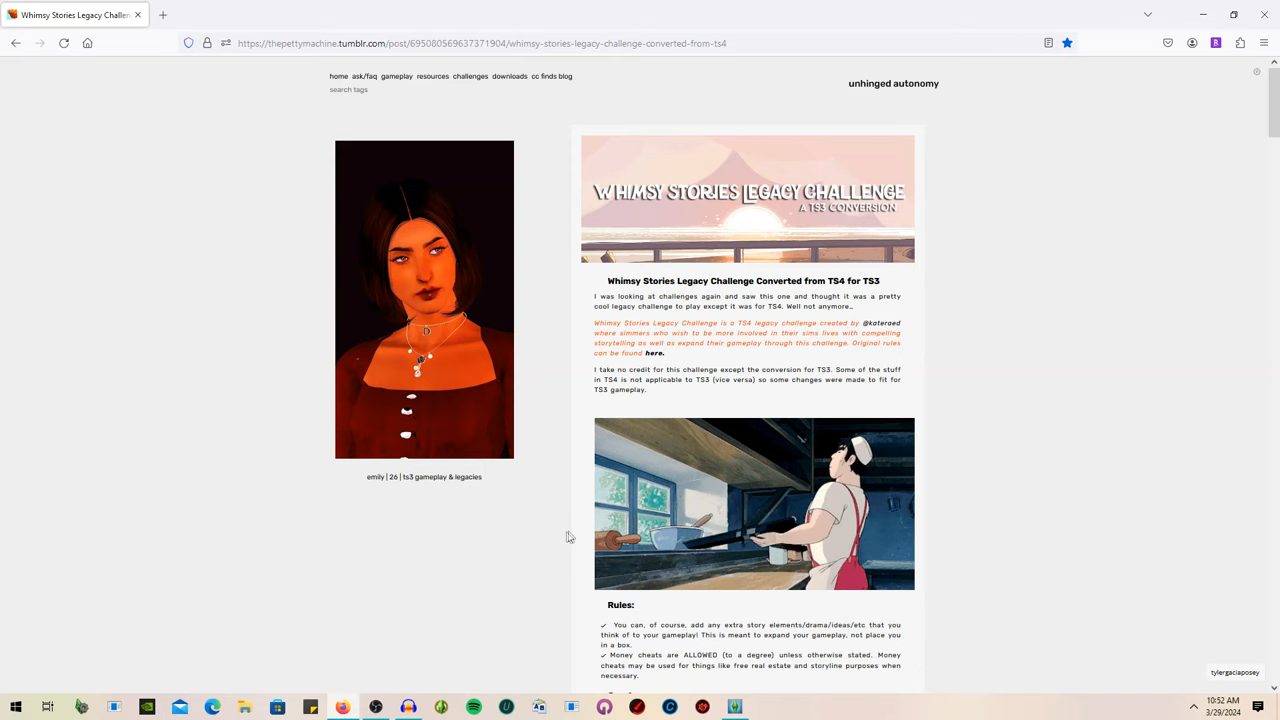 Whimsy Stories Legacy Challen
https://thepettymachine.tumblr.com/post/695080569637371904/whimsy-stories-legacy-challenge-converted-from-ts4
home ask/faq gameplay resources challenges downloads cc finds blog
search tags
unhinged autonomy
WHIMSY STORIES LEGACY CHALLENGE
A TS3 CONVERSION
Whimsy Stories Legacy Challenge Converted from TS4 for TS3
I was looking at challenges again and saw this one and thought it was a pretty
cool legacy challenge to play except it was for TS4. Well not anymore...
Whimsy Stories Legacy Challenge is a TS4 legacy challenge created by @kateraed
where simmers who wish to be more involved in their sims lives with compelling
storytelling as well as expand their gameplay through this challenge. Original rules
can be found here.
I take no credit for this challenge except the conversion for TS3. Some of the stuff
in TS4 is not applicable to TS3 (vice versa) so some changes were made to fit for
TS3 gameplay.
D
emily | 26 | ts3 gameplay & legacies
Rules:
✓ You can, of course, add any extra story elements/drama/ideas/etc that you
think of to your gameplay! This is meant to expand your gameplay, not place you
in a box.
✓ Money cheats are ALLOWED (to a degree) unless otherwise stated. Money
cheats may be used for things like free real estate and storyline purposes when
necessary.
tylergaciaposey
10:52 AM
3/29/2024